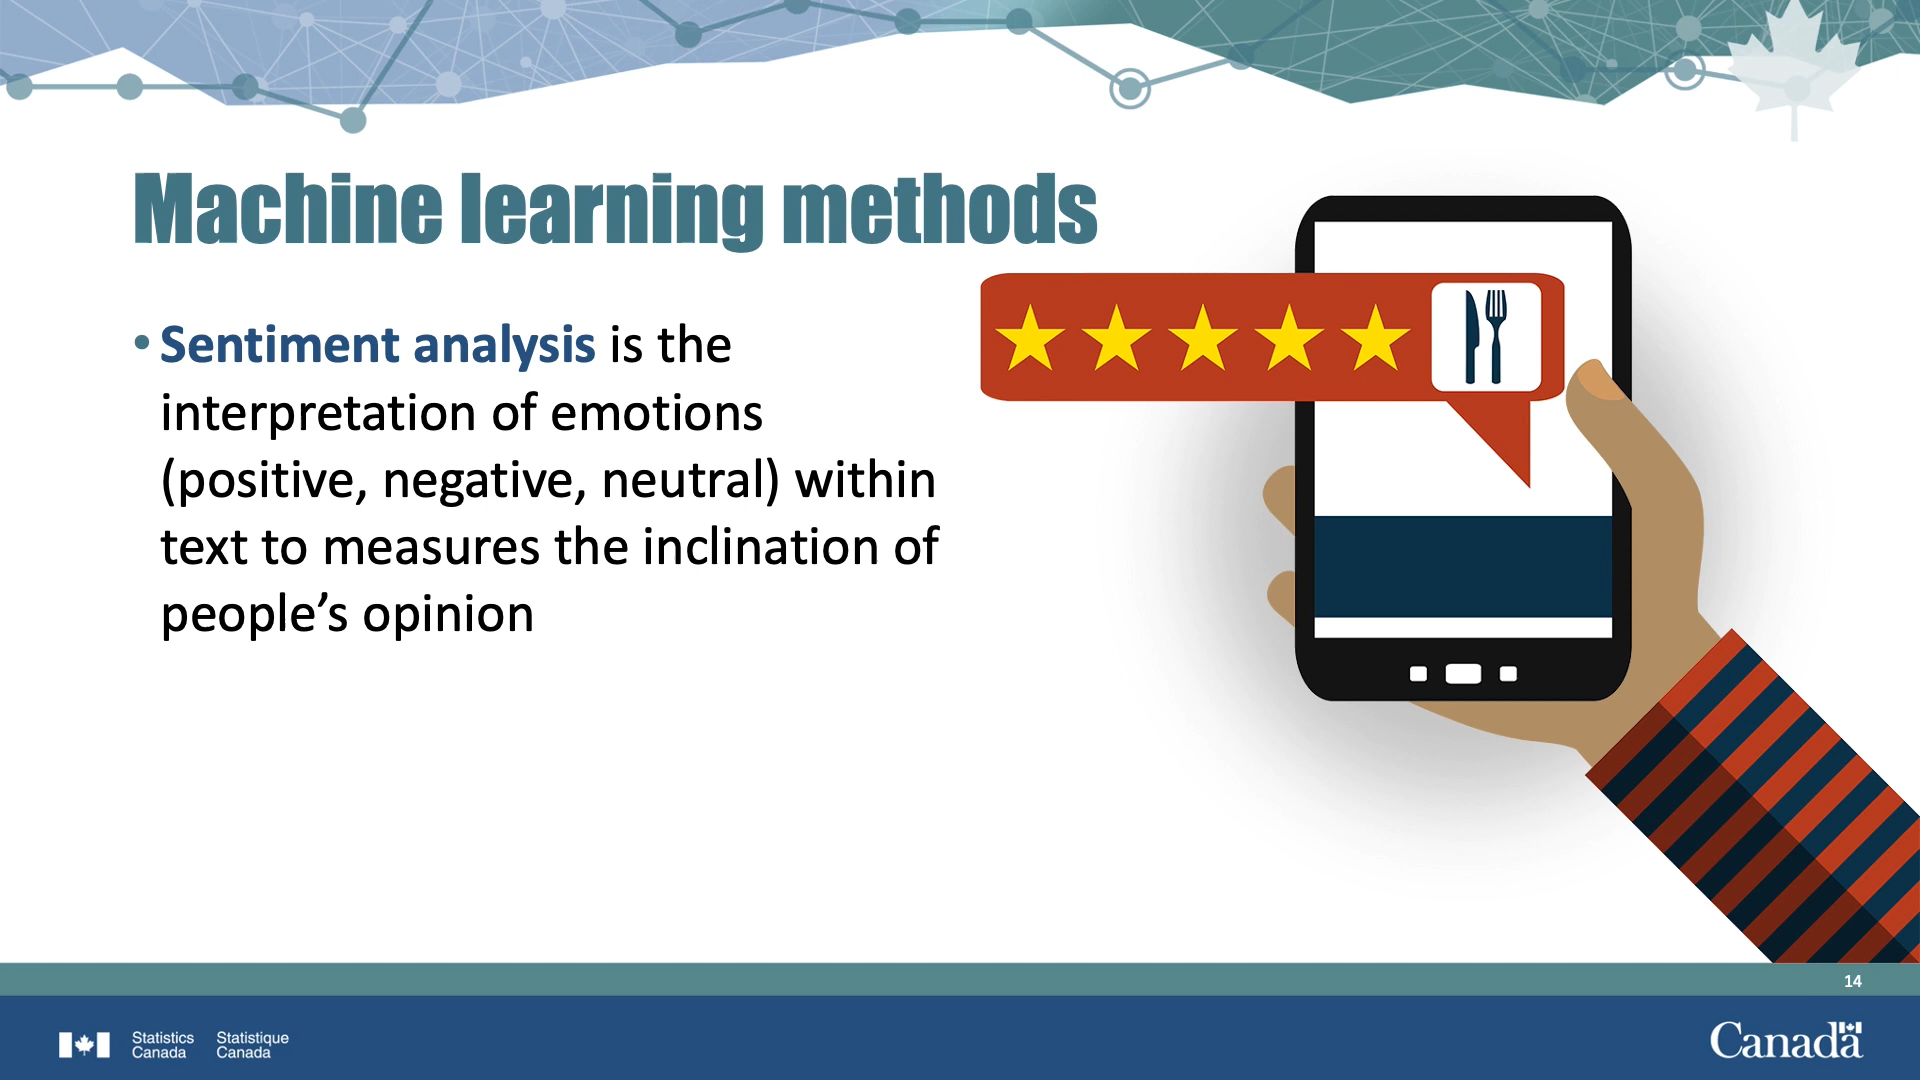 Machine learning methods
• Sentiment analysis is the
interpretation of emotions
(positive, negative, neutral) within
text to measures the inclination of
people’s opinion
14
Statistics Statistique
Canada Canada
Canada